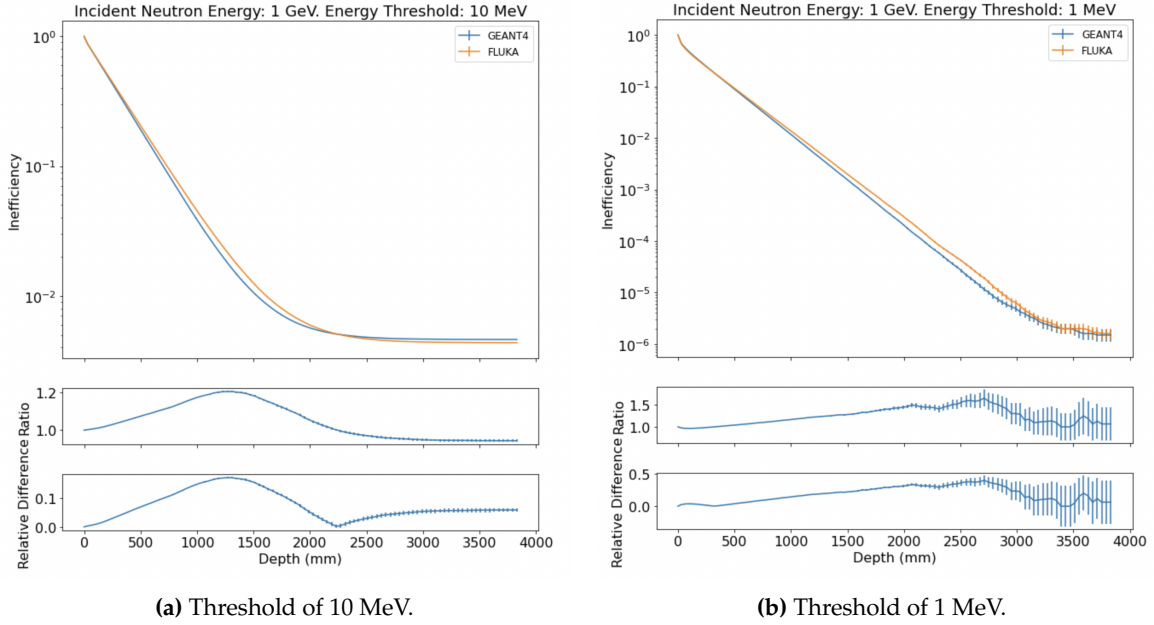 Incident Neutron Energy: 1 GeV. Energy Threshold: 10 MeV
10⁰
10⁻¹
10⁻²
Inefficiency
GEANT4
FLUKA
1.2
1.0
Ratio
0.1
0.0
Relative Difference
0 500 1000 1500 2000 2500 3000 3500 4000
Depth (mm)
(a) Threshold of 10 MeV.
Incident Neutron Energy: 1 GeV. Energy Threshold: 1 MeV
10⁰
10⁻¹
10⁻²
10⁻³
10⁻⁴
10⁻⁵
10⁻⁶
Inefficiency
GEANT4
FLUKA
1.5
1.0
Ratio
0.5
0.0
Relative Difference
0 500 1000 1500 2000 2500 3000 3500 4000
Depth (mm)
(b) Threshold of 1 MeV.